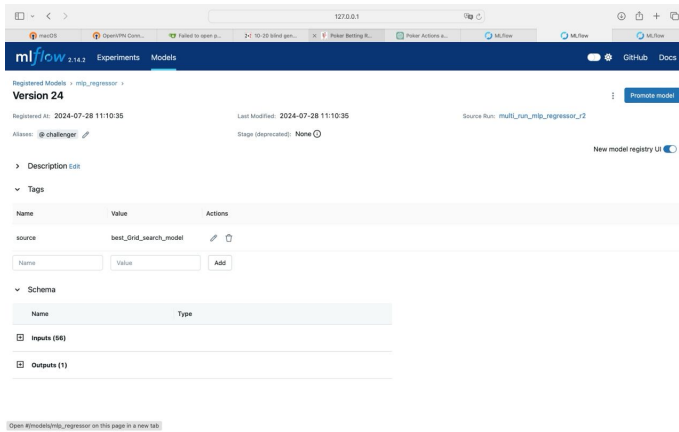 127.0.0.1
macOS
OpenVPN Conn...
Failed to open p...
10-20 blind gen...
Poker Betting R...
Poker Actions a...
MLflow
MLflow
MLflow
mlflow 2.14.2 Experiments Models GitHub Docs
Registered Models › mlp_regressor ›
Version 24
Promote model
Registered At: 2024-07-28 11:10:35 Last Modified: 2024-07-28 11:10:35 Source Run: multi_run_mlp_regressor_r2
Aliases: @ challenger Stage (deprecated): None
New model registry UI
Description Edit
Tags
Name Value Actions
source best_Grid_search_model
Name Value Add
Schema
Name Type
Inputs (56)
Outputs (1)
Open #/models/mlp_regressor on this page in a new tab